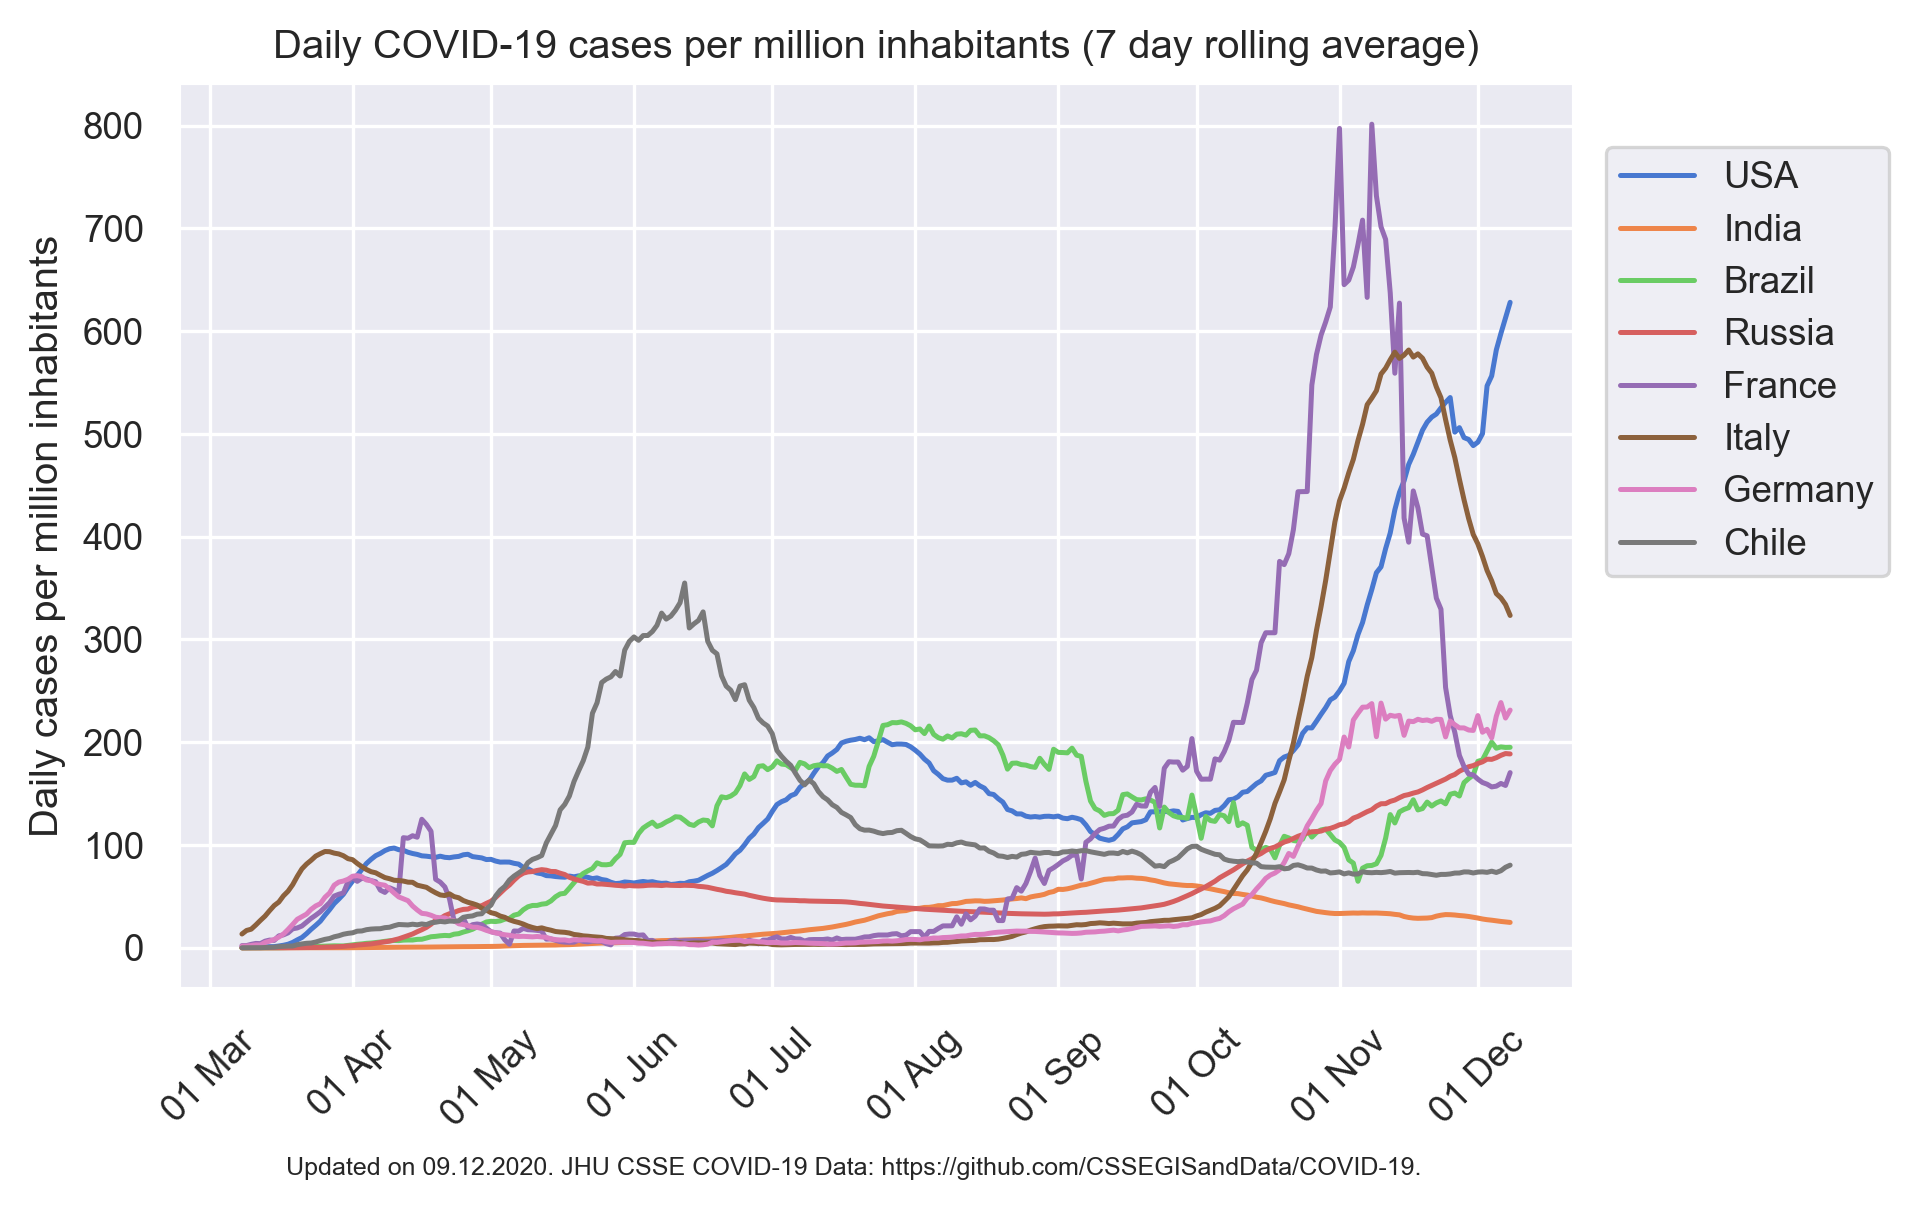 Daily COVID-19 cases per million inhabitants (7 day rolling average)
Daily cases per million inhabitants
800
700
600
500
400
300
200
100
0
01 Mar
01 Apr
01 May
01 Jun
01 Jul
01 Aug
01 Sep
01 Oct
01 Nov
01 Dec
USA
India
Brazil
Russia
France
Italy
Germany
Chile
Updated on 09.12.2020. JHU CSSE COVID-19 Data: https://github.com/CSSEGISandData/COVID-19.